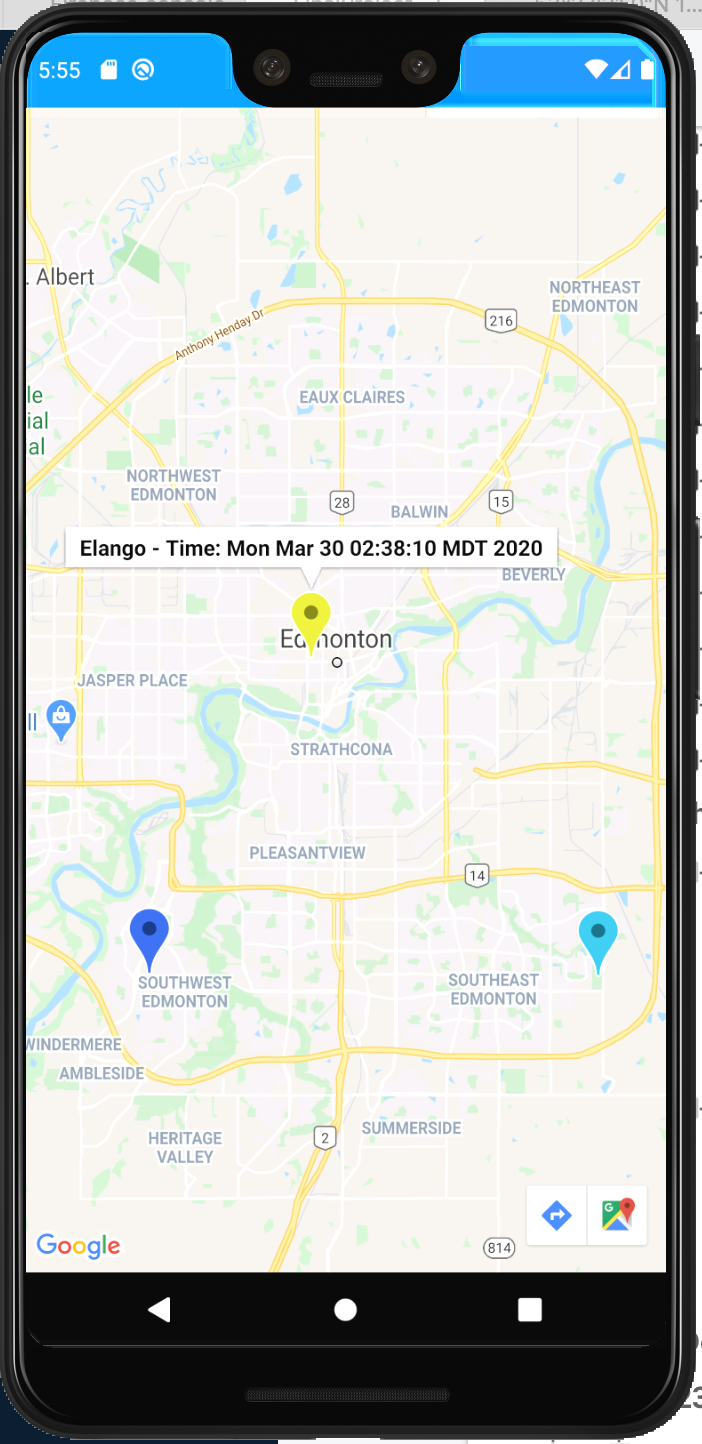 5:55
. Albert
NORTHEAST
EDMONTON
216
Anthony Henday Dr
le
ial
al
EAUX CLAIRES
NORTHWEST
EDMONTON
28
15
BALWIN
Elango - Time: Mon Mar 30 02:38:10 MDT 2020
BEVERLY
Edmonton
JASPER PLACE
ll
STRATHCONA
PLEASANTVIEW
14
SOUTHWEST
EDMONTON
SOUTHEAST
EDMONTON
WINDERMERE
AMBLESIDE
SUMMERSIDE
HERITAGE
VALLEY
2
G
Google
814
23